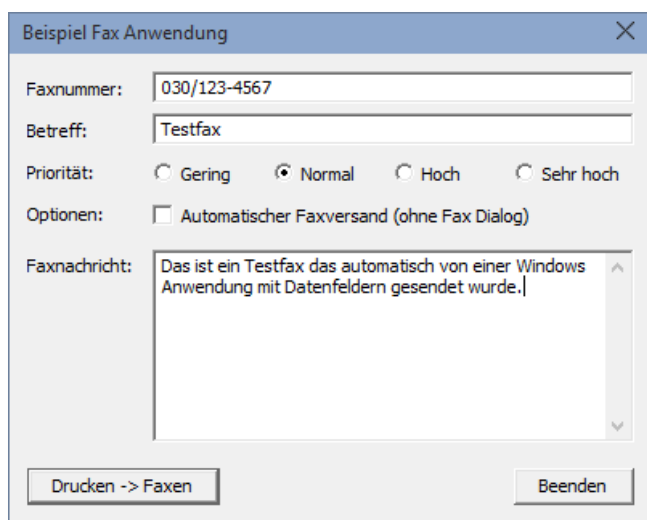 Beispiel Fax Anwendung
Faxnummer: 030/123-4567
Betreff: Testfax
Priorität: Gering Normal Hoch Sehr hoch
Optionen: Automatischer Faxversand (ohne Fax Dialog)
Faxnachricht: Das ist ein Testfax das automatisch von einer Windows
Anwendung mit Datenfeldern gesendet wurde.
Drucken -> Faxen Beenden